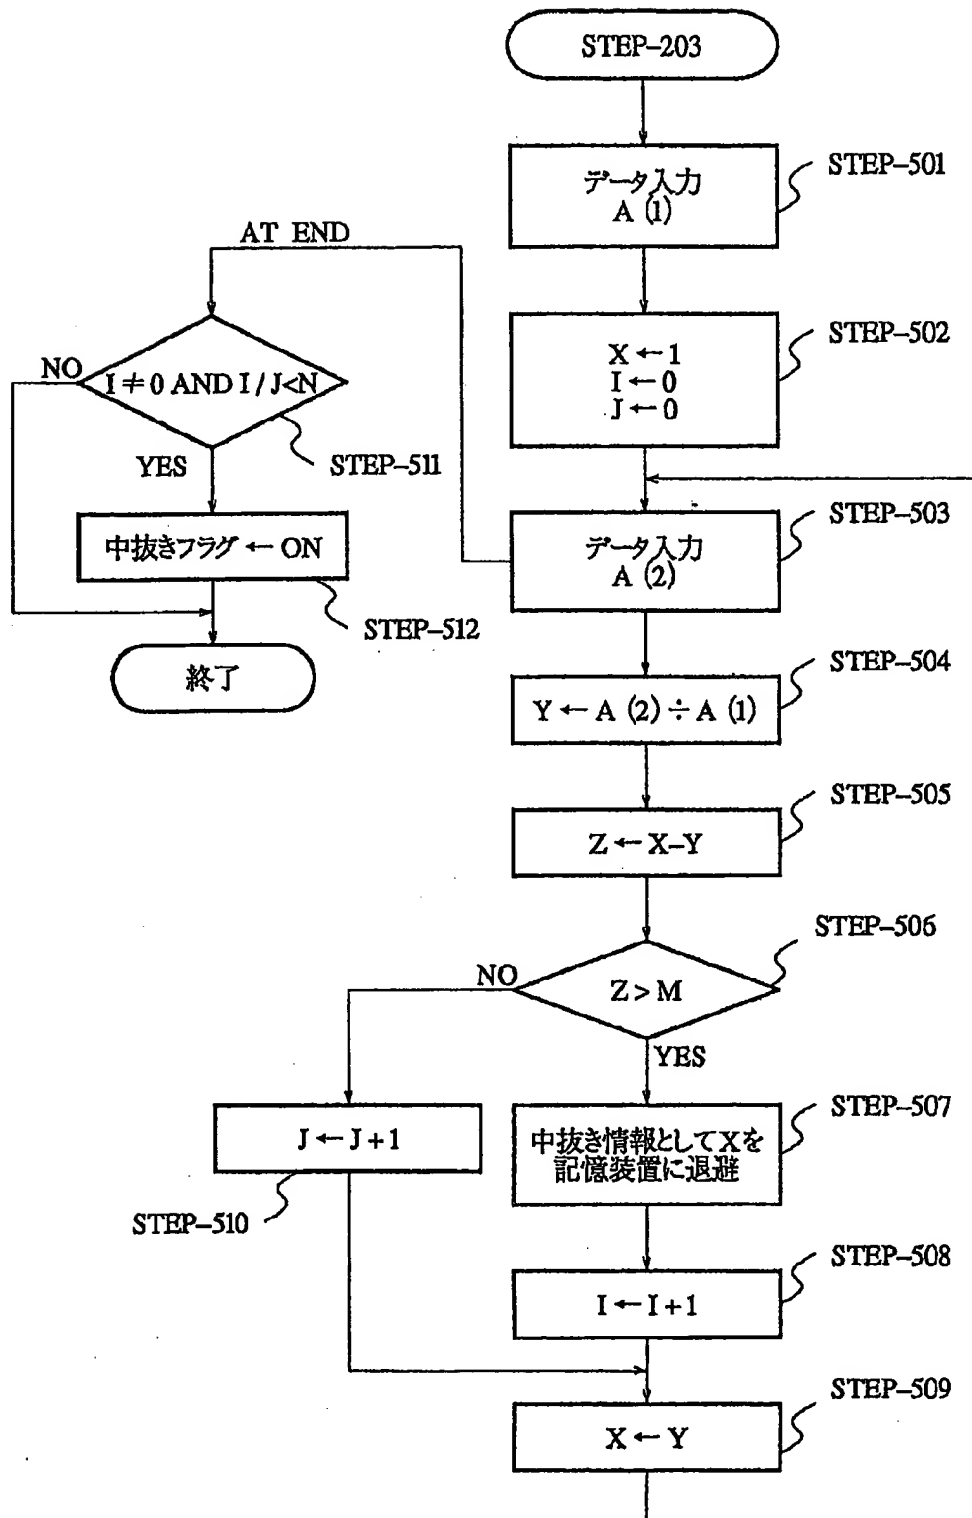 STEP-203
データ入力
A (1)
STEP-501
X ← 1
I ← 0
J ← 0
STEP-502
データ入力
A (2)
STEP-503
AT END
I ≠ 0 AND I / J<N
NO
YES
STEP-511
中抜きフラグ ← ON
STEP-512
終了
Y ← A (2) ÷ A (1)
STEP-504
Z ← X-Y
STEP-505
Z > M
STEP-506
NO
YES
J ← J + 1
STEP-510
中抜き情報としてXを
記憶装置に退避
STEP-507
I ← I + 1
STEP-508
X ← Y
STEP-509